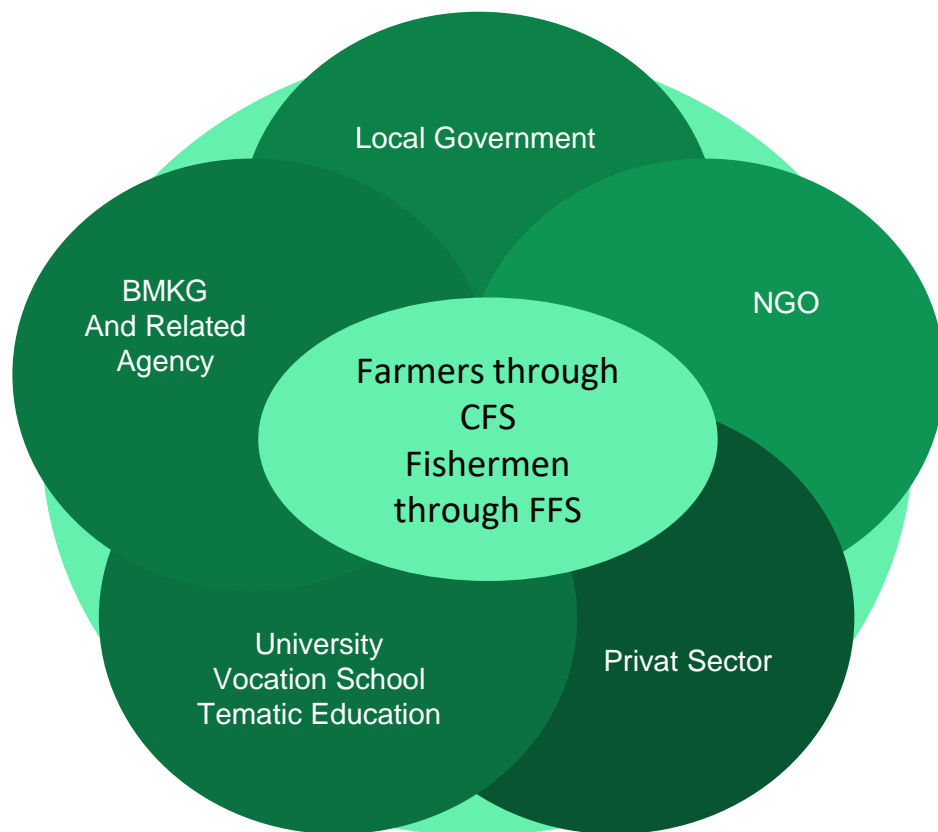 Local Government
BMKG
And Related
Agency
NGO
Farmers through
CFS
Fishermen
through FFS
University
Vocation School
Tematic Education
Privat Sector